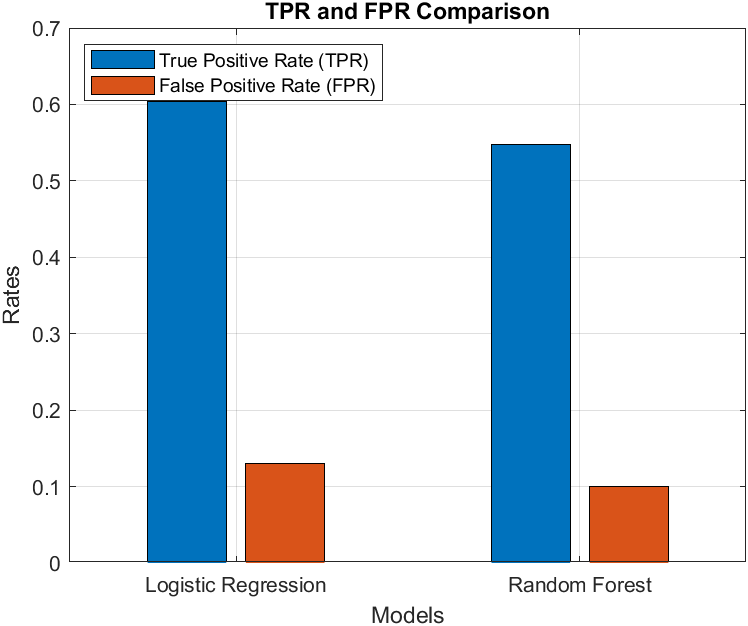 TPR and FPR Comparison
True Positive Rate (TPR)
False Positive Rate (FPR)
0.7
0.6
0.5
0.4
0.3
0.2
0.1
0
Rates
Logistic Regression
Random Forest
Models